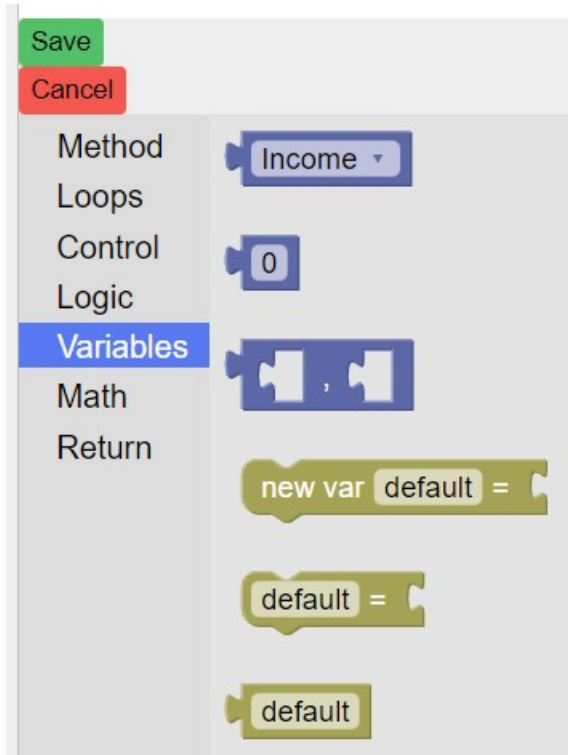 Save
Cancel
Method
Loops
Control
Logic
Variables
Math
Return
Income
0
,
new var default =
default =
default